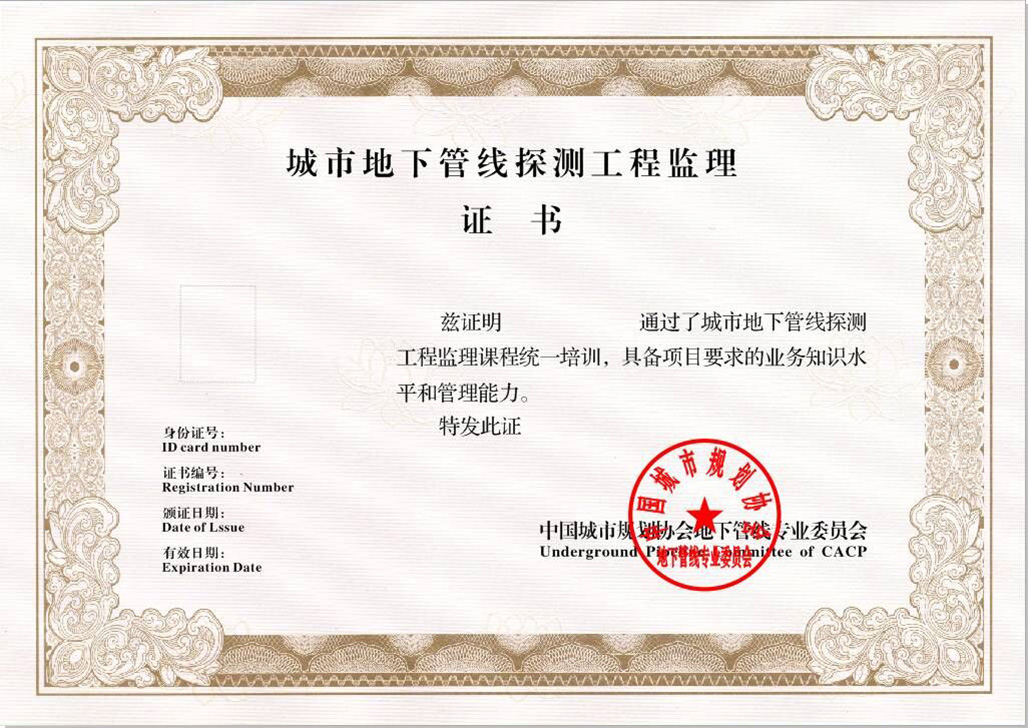 城市地下管线探测工程监理
证 书
兹证明 通过了城市地下管线探测
工程监理课程统一培训，具备项目要求的业务知识水
平和管理能力。
特发此证
身份证号：
ID card number
证书编号：
Registration Number
颁证日期：
Date of Lssue
有效日期：
Expiration Date
中国城市规划协会地下管线专业委员会
Underground Pipeline Committee of CACP
中国城市规划协会
地下管线专业委员会